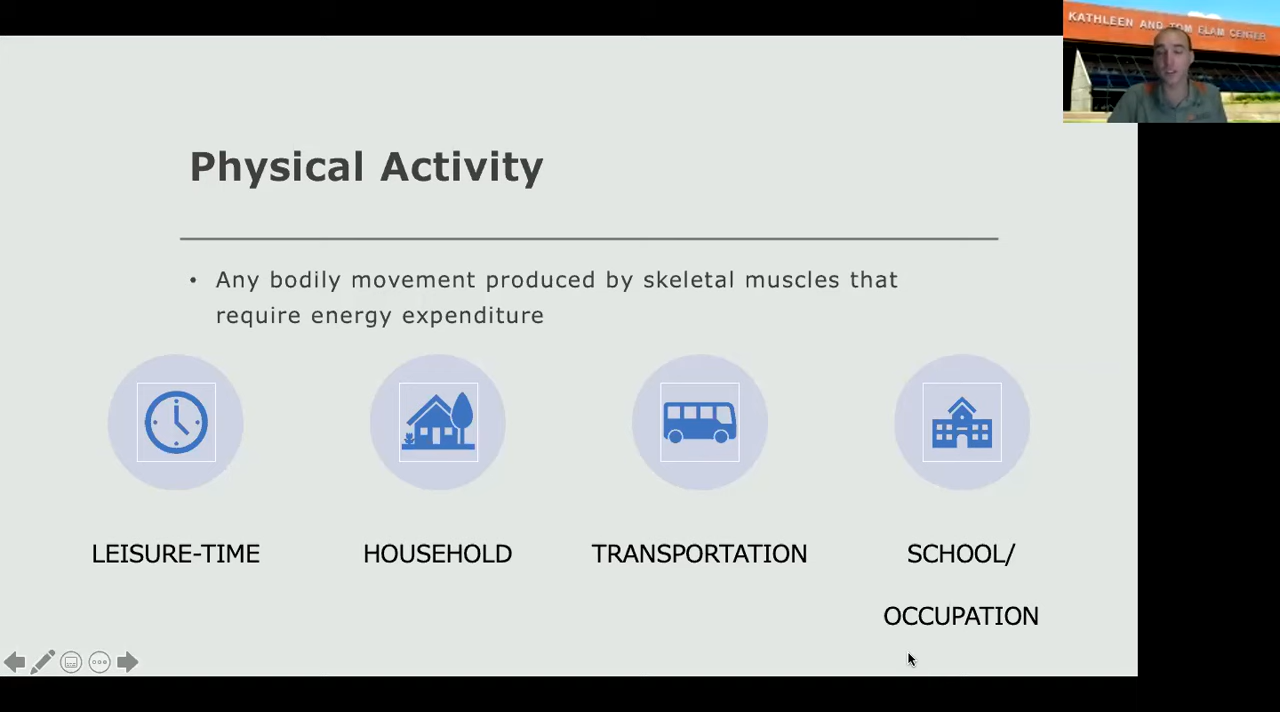 KATHLEEN AND TOM ELAM CENTER
Physical Activity
• Any bodily movement produced by skeletal muscles that
require energy expenditure
LEISURE-TIME
HOUSEHOLD
TRANSPORTATION
SCHOOL/
OCCUPATION